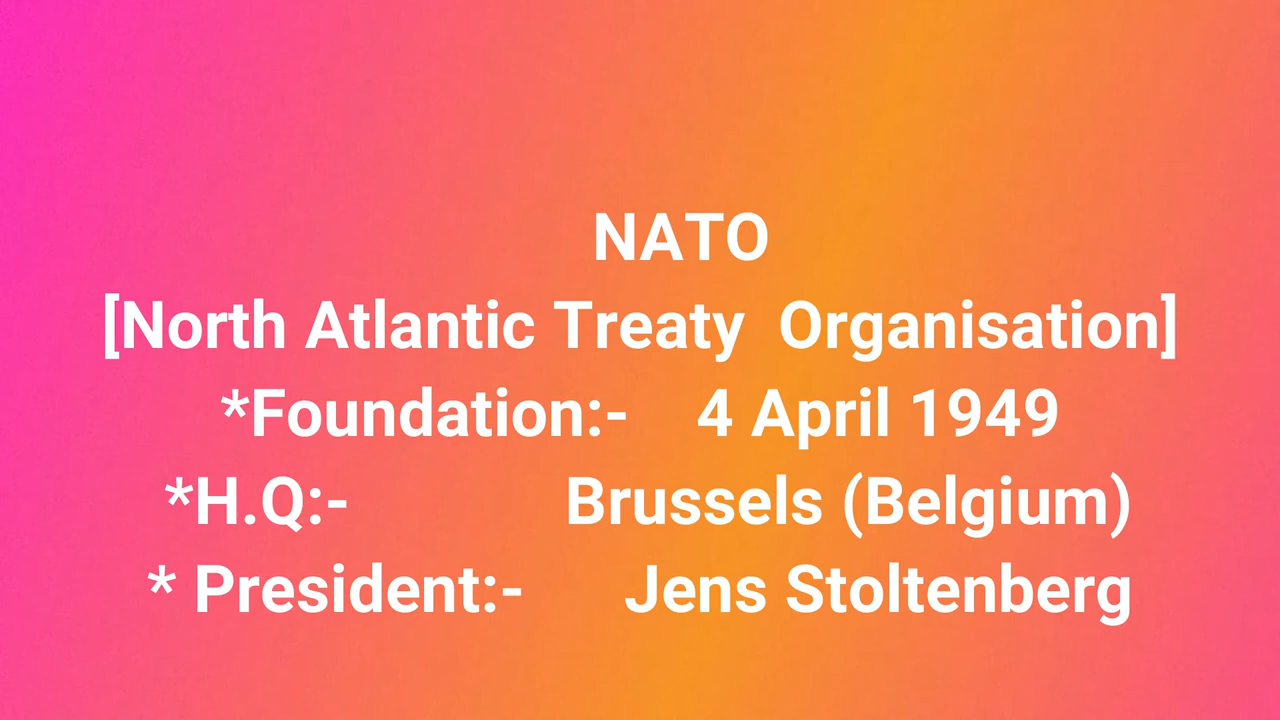 NATO
[North Atlantic Treaty Organisation]
*Foundation:- 4 April 1949
*H.Q:- Brussels (Belgium)
* President:- Jens Stoltenberg